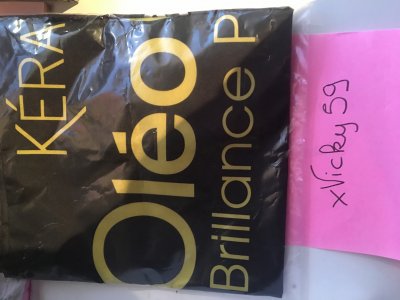 KÉRA
Oléo
Brillance P
xVicky59